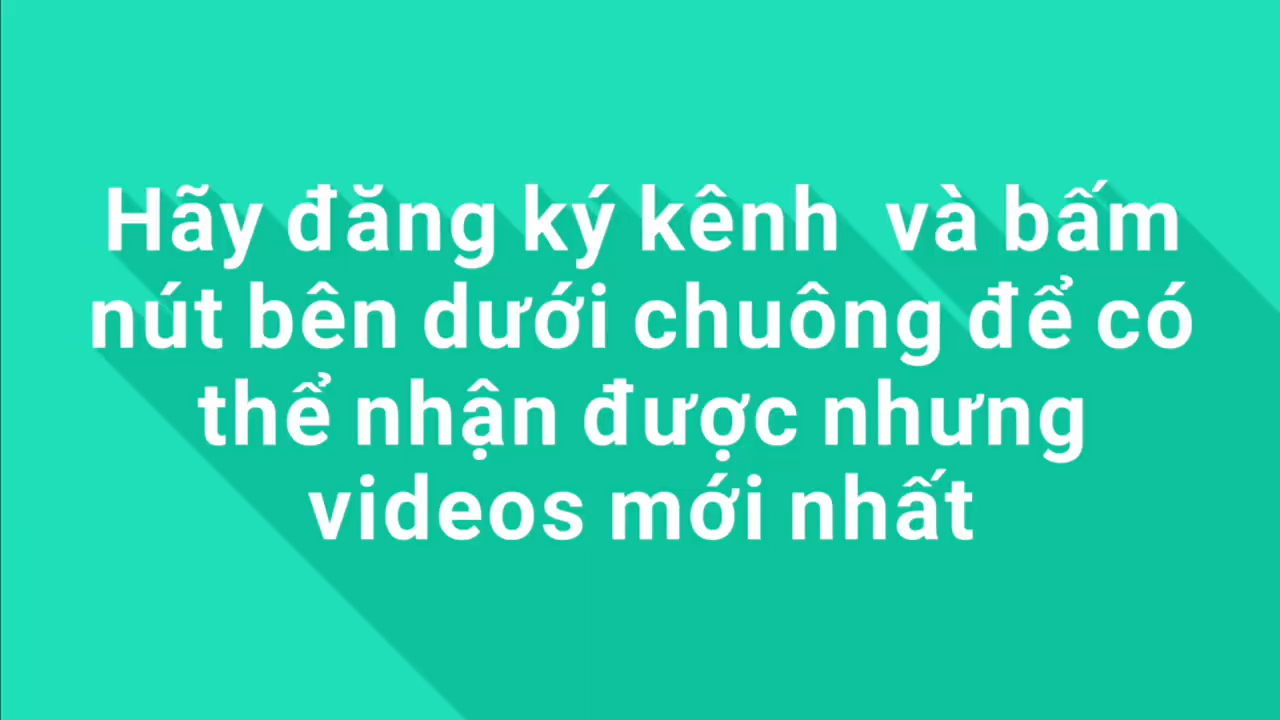 Hãy đăng ký kênh  và bấm
nút bên dưới chuông để có
thể nhận được nhưng
videos mới nhất